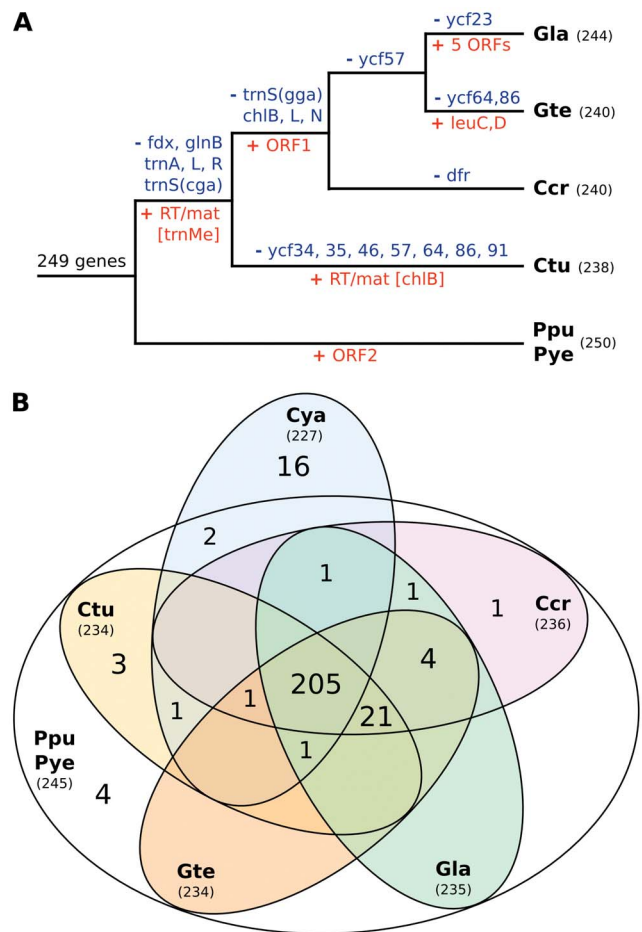 A
- ycf23
Gla (244)
+ 5 ORFs
- ycf57
- trnS(gga)
chlB, L, N
- ycf64,86
Gte (240)
+ leuC,D
- fdx, glnB
trnA, L, R
trnS(cga)
+ ORF1
- dfr
Ccr (240)
+ RT/mat
[trnMe]
249 genes
- ycf34, 35, 46, 57, 64, 86, 91
Ctu (238)
+ RT/mat [chlB]
Ppu
Pye (250)
+ ORF2
B
Cya
(227)
16
2
1
1
1
Ccr
(236)
Ctu
(234)
3
4
205
21
1
1
1
Ppu
Pye
(245)
4
Gte
(234)
Gla
(235)